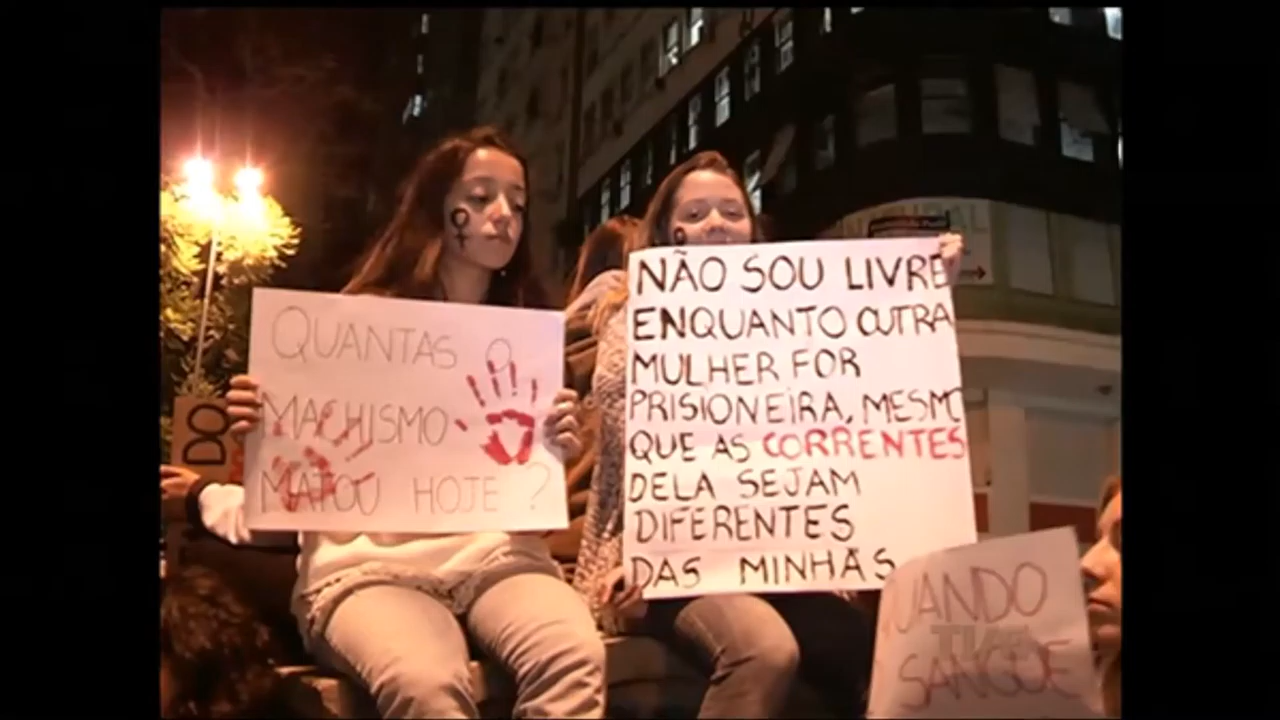 QUANTAS O
MACHISMO
MATOU HOJE ?
NÃO SOU LIVRE
ENQUANTO OUTRA
MULHER FOR
PRISIONEIRA, MESMO
QUE AS CORRENTES
DELA SEJAM
DIFERENTES
DAS MINHAS
DO
UANDO
SANGUE